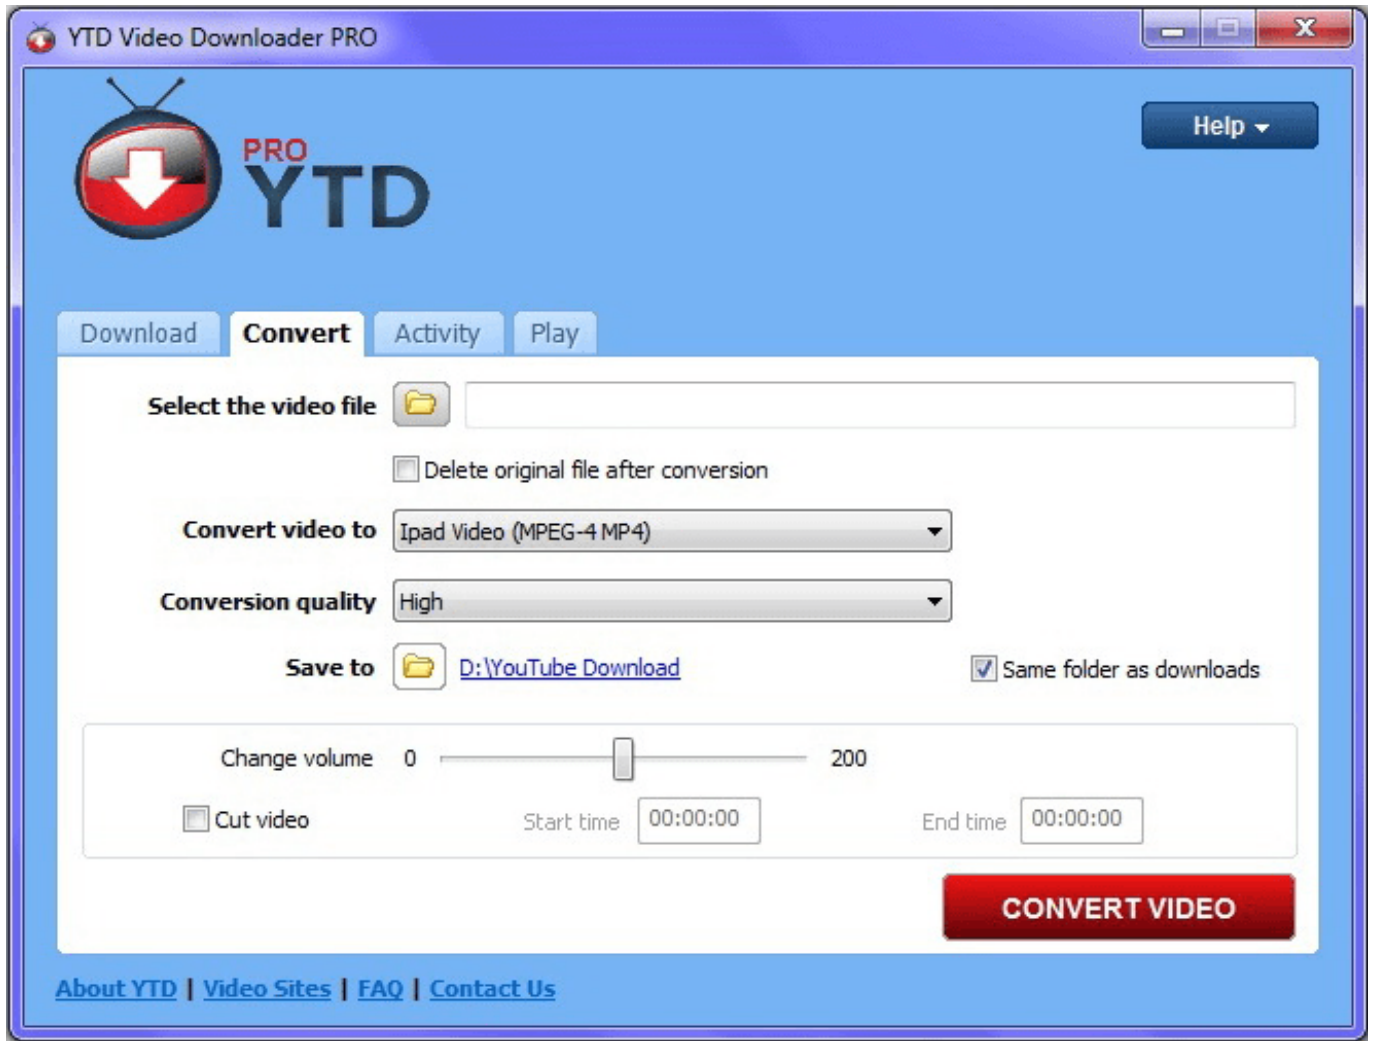 YTD Video Downloader PRO
X
Help
PRO
YTD
Download Convert Activity Play
Select the video file
Delete original file after conversion
Convert video to Ipad Video (MPEG-4 MP4)
Conversion quality High
Save to D:\YouTube Download Same folder as downloads
Change volume 0 200
Cut video Start time 00:00:00 End time 00:00:00
CONVERT VIDEO
About YTD | Video Sites | FAQ | Contact Us